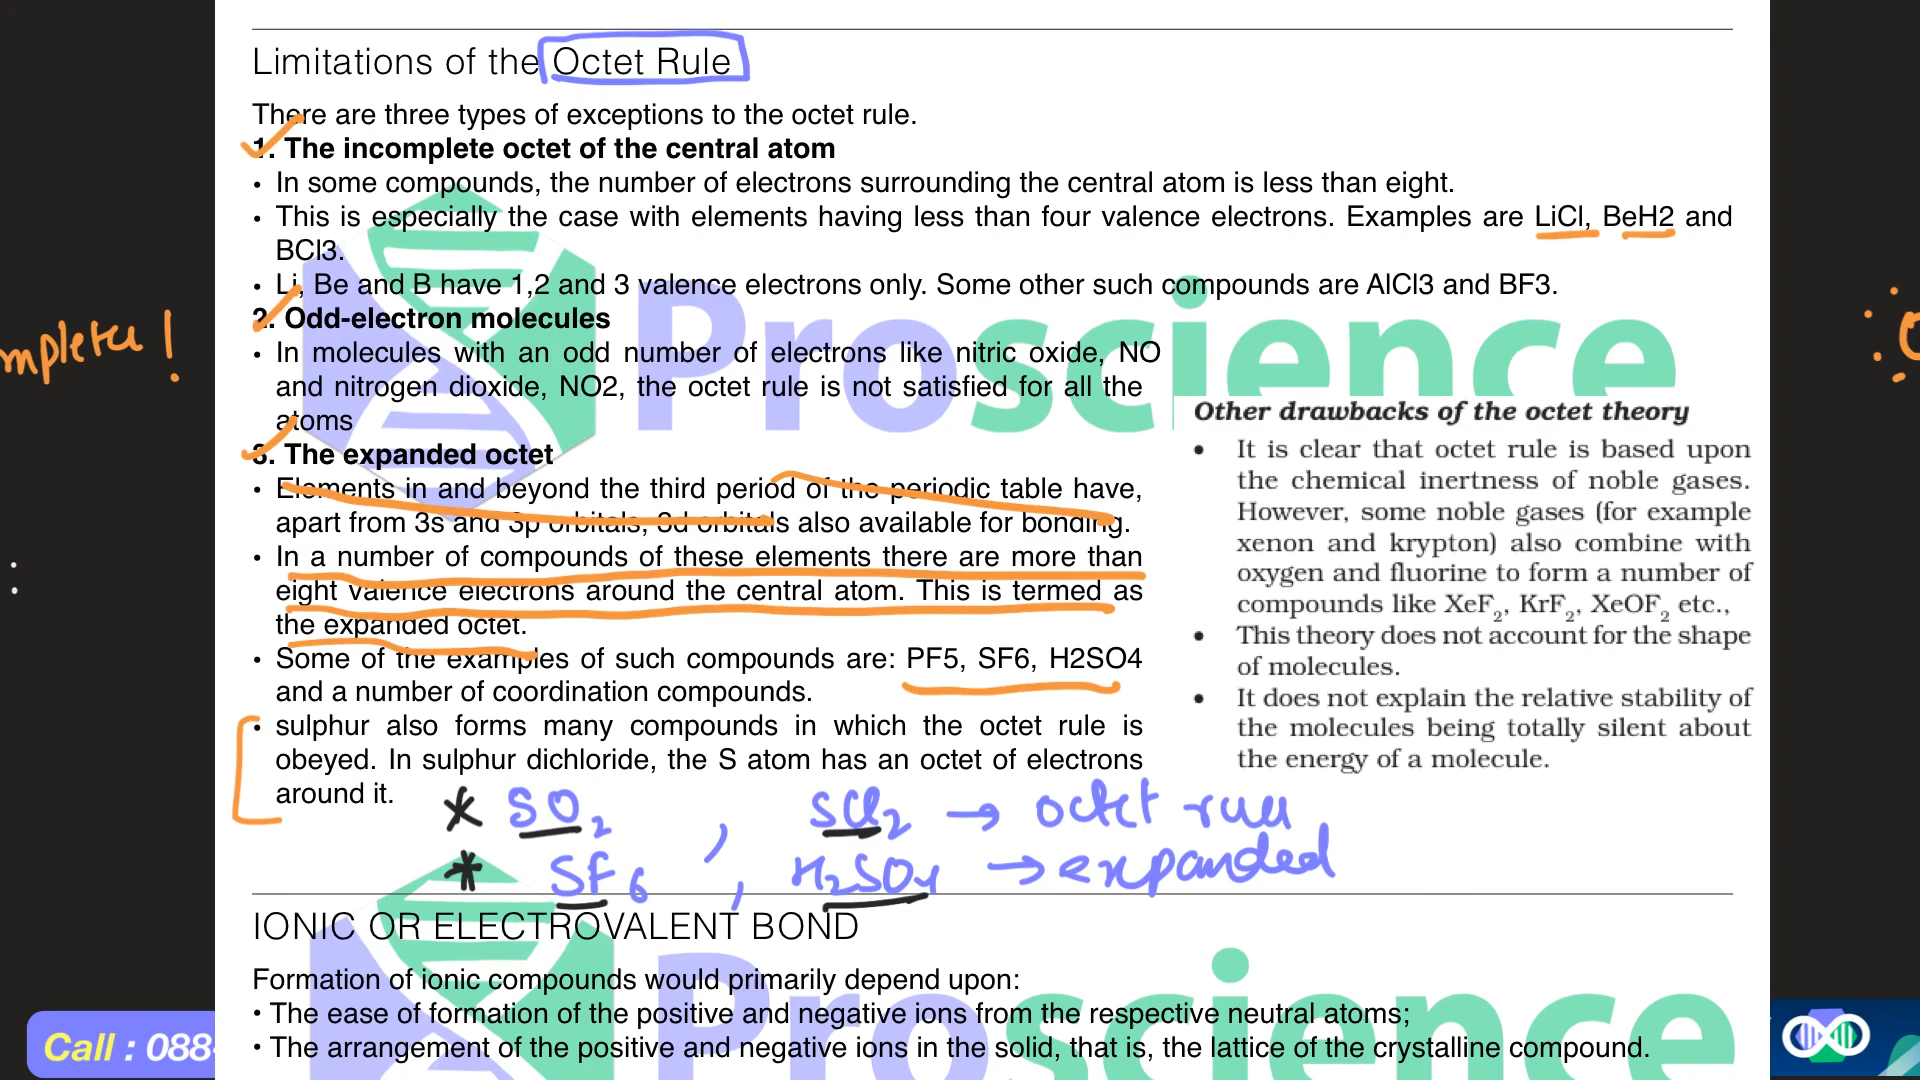 Limitations of the Octet Rule
There are three types of exceptions to the octet rule.
1. The incomplete octet of the central atom
• In some compounds, the number of electrons surrounding the central atom is less than eight.
• This is especially the case with elements having less than four valence electrons. Examples are LiCl, BeH2 and
BCl3.
• Li, Be and B have 1,2 and 3 valence electrons only. Some other such compounds are AlCl3 and BF3.
2. Odd-electron molecules
• In molecules with an odd number of electrons like nitric oxide, NO
and nitrogen dioxide, NO2, the octet rule is not satisfied for all the
atoms
3. The expanded octet
• Elements in and beyond the third period of the periodic table have,
apart from 3s and 3p orbitals, 3d orbitals also available for bonding.
• In a number of compounds of these elements there are more than
eight valence electrons around the central atom. This is termed as
the expanded octet.
• Some of the examples of such compounds are: PF5, SF6, H2SO4
and a number of coordination compounds.
• sulphur also forms many compounds in which the octet rule is
obeyed. In sulphur dichloride, the S atom has an octet of electrons
around it.
* SO2 , SCl2 → octet rule
* SF6 , H2SO4 → expanded
Other drawbacks of the octet theory
• It is clear that octet rule is based upon
the chemical inertness of noble gases.
However, some noble gases (for example
xenon and krypton) also combine with
oxygen and fluorine to form a number of
compounds like XeF2, KrF2, XeOF2 etc.,
• This theory does not account for the shape
of molecules.
• It does not explain the relative stability of
the molecules being totally silent about
the energy of a molecule.
IONIC OR ELECTROVALENT BOND
Formation of ionic compounds would primarily depend upon:
• The ease of formation of the positive and negative ions from the respective neutral atoms;
• The arrangement of the positive and negative ions in the solid, that is, the lattice of the crystalline compound.
Proscience
Proscience
Call : 088